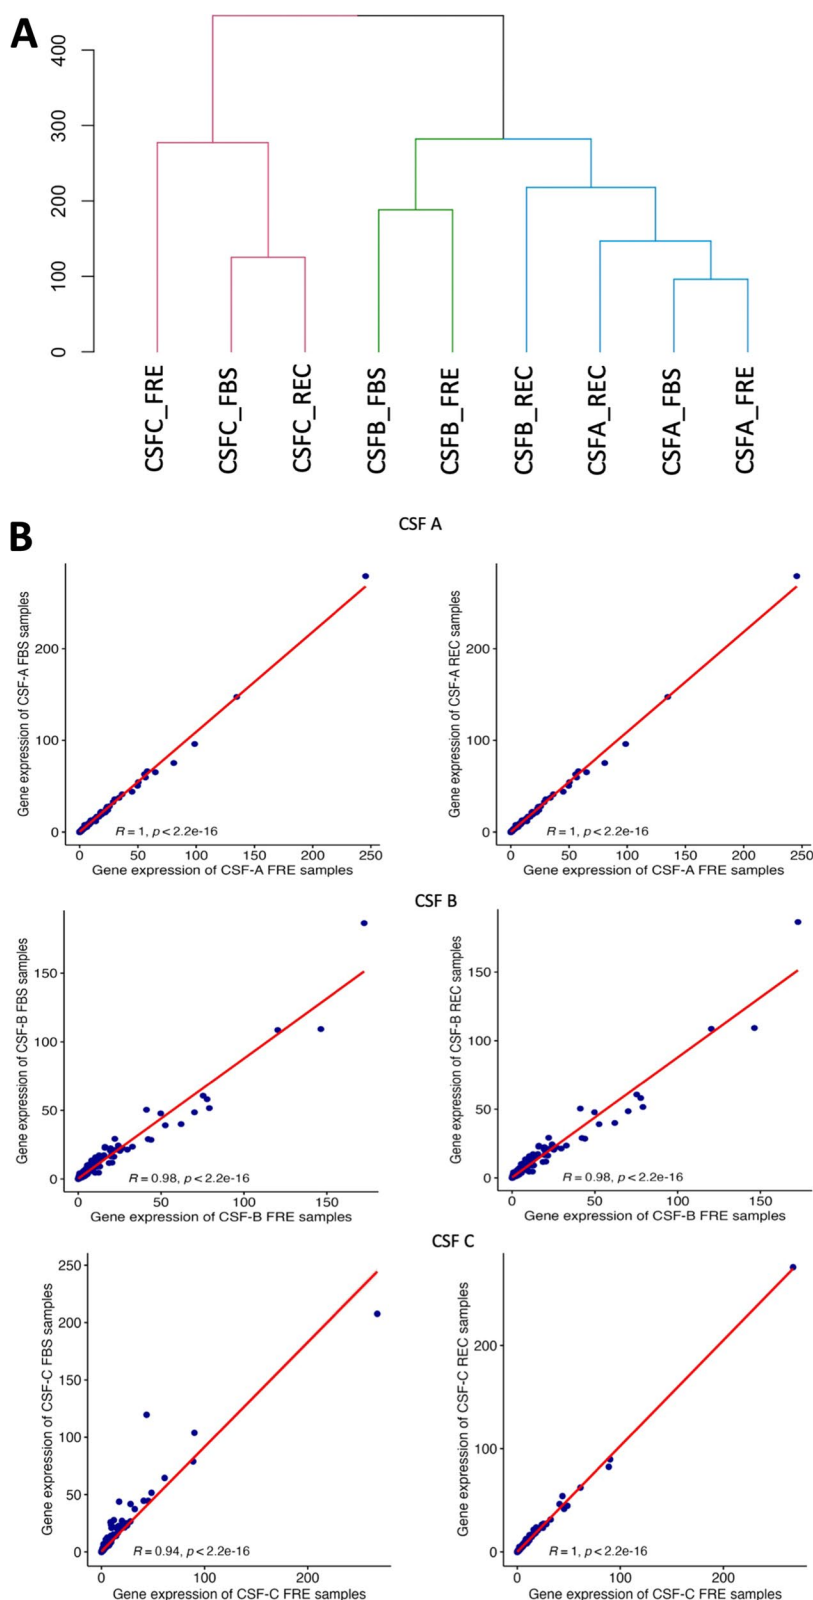 A
400
300
200
100
0
CSFC_FRE
CSFC_FBS
CSFC_REC
CSFB_FBS
CSFB_FRE
CSFB_REC
CSFA_REC
CSFA_FBS
CSFA_FRE
B
CSF A
Gene expression of CSF-A FBS samples
200
100
0
R = 1, p < 2.2e-16
0 50 100 150 200 250
Gene expression of CSF-A FRE samples
Gene expression of CSF-A REC samples
200
100
0
R = 1, p < 2.2e-16
0 50 100 150 200 250
Gene expression of CSF-A FRE samples
CSF B
Gene expression of CSF-B FBS samples
150
100
50
0
R = 0.98, p < 2.2e-16
0 50 100 150
Gene expression of CSF-B FRE samples
Gene expression of CSF-B REC samples
150
100
50
0
R = 0.98, p < 2.2e-16
0 50 100 150
Gene expression of CSF-B FRE samples
CSF C
Gene expression of CSF-C FBS samples
250
200
150
100
50
0
R = 0.94, p < 2.2e-16
0 100 200
Gene expression of CSF-C FRE samples
Gene expression of CSF-C REC samples
200
100
0
R = 1, p < 2.2e-16
0 100 200
Gene expression of CSF-C FRE samples